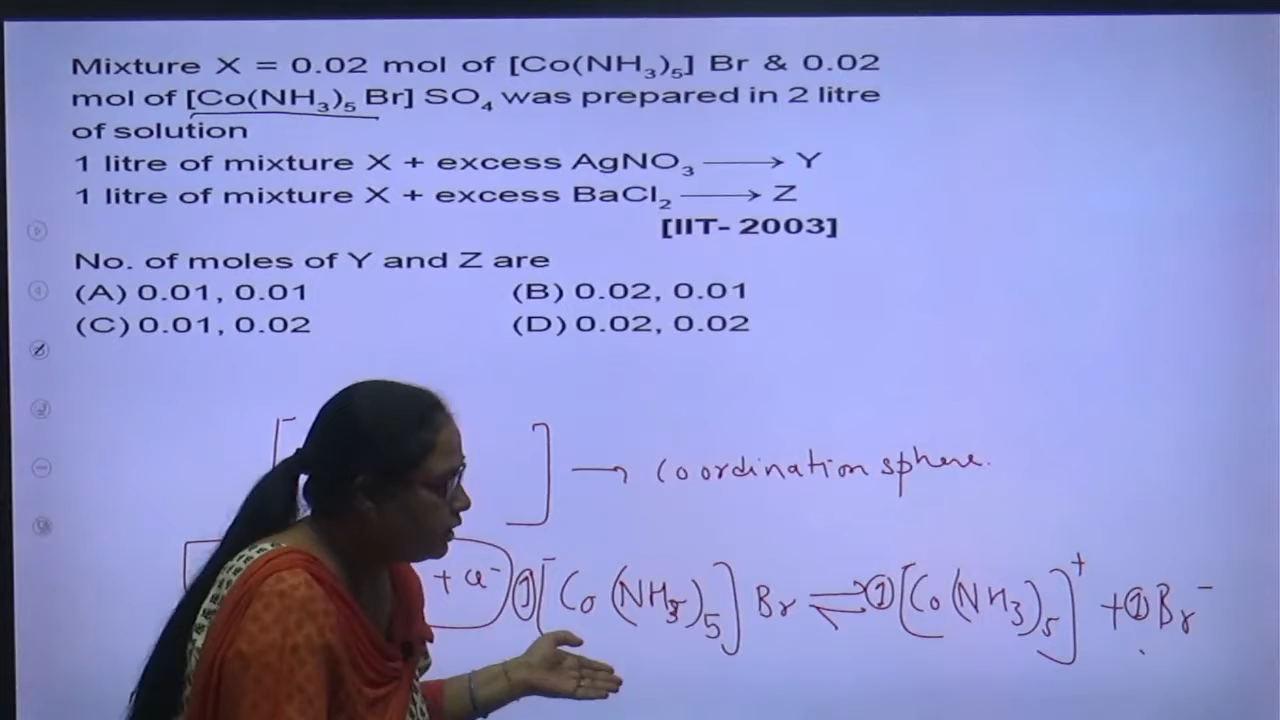 Mixture X = 0.02 mol of [Co(NH₃)₅] Br & 0.02
mol of [Co(NH₃)₅ Br] SO₄ was prepared in 2 litre
of solution
1 litre of mixture X + excess AgNO₃ ⟶ Y
1 litre of mixture X + excess BaCl₂ ⟶ Z
[IIT- 2003]
No. of moles of Y and Z are
(A) 0.01, 0.01 (B) 0.02, 0.01
(C) 0.01, 0.02 (D) 0.02, 0.02
[ ] → Coordination sphere.
+ Cl⁻ ① [Co(NH₃)₅] Br ⇌ ① [Co(NH₃)₅]⁺ + ① Br⁻